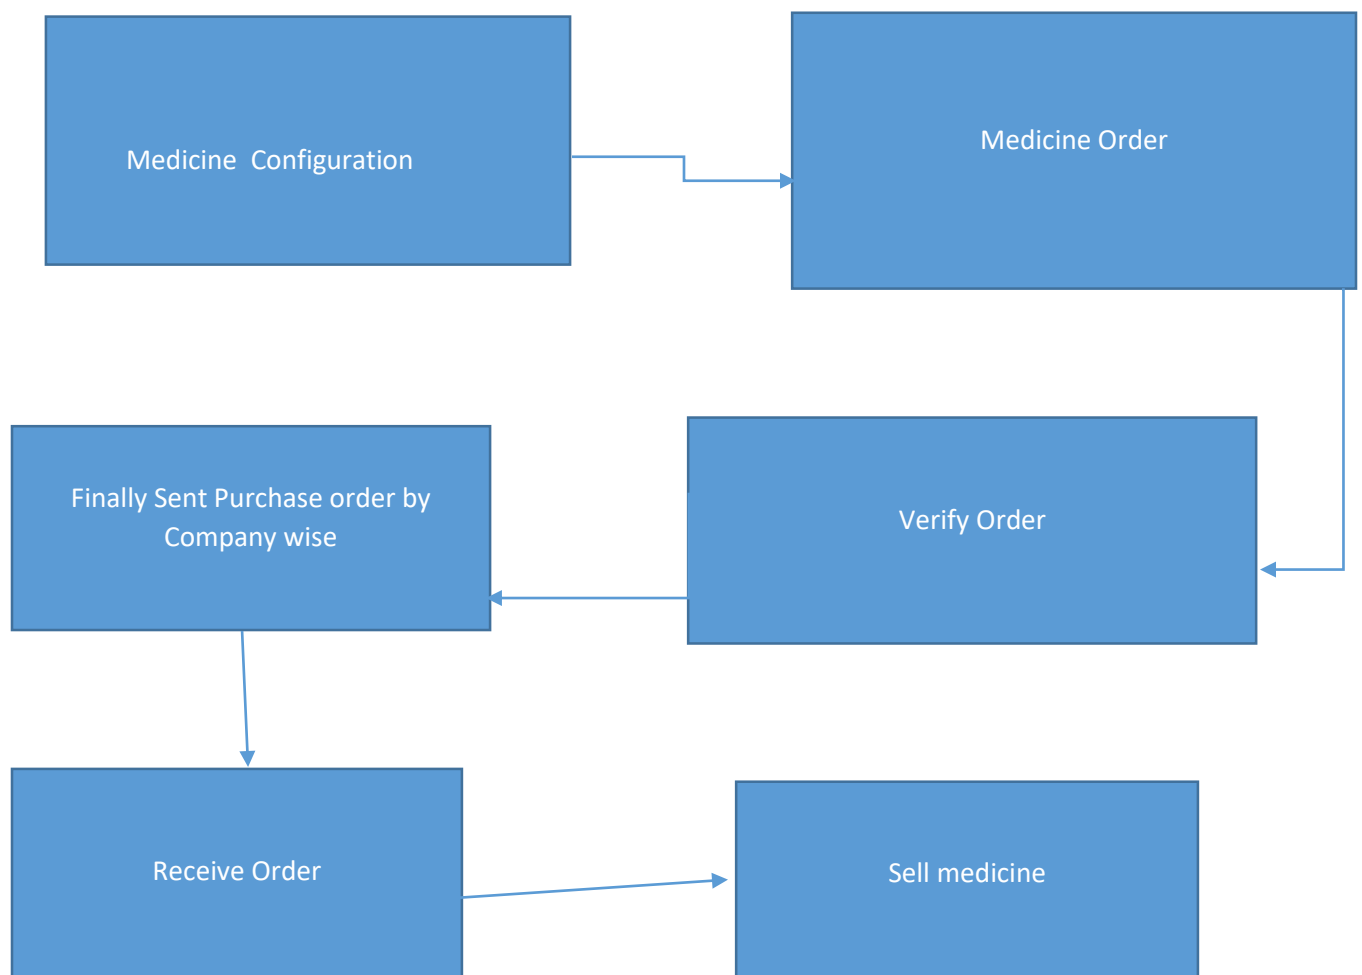 Medicine  Configuration
Medicine Order
Finally Sent Purchase order by
Company wise
Verify Order
Receive Order
Sell medicine